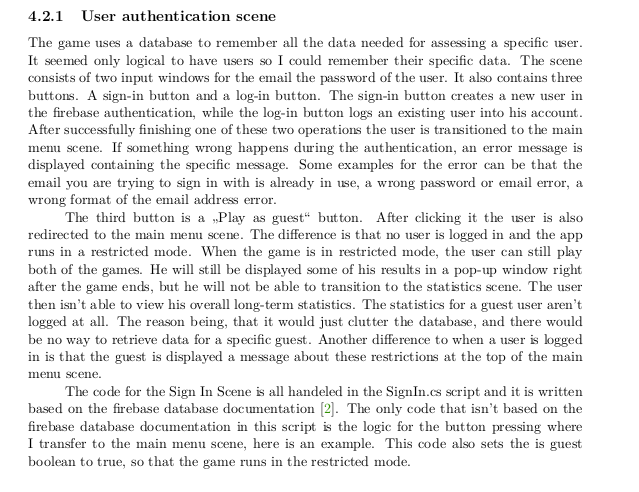 4.2.1 User authentication scene
The game uses a database to remember all the data needed for assessing a specific user.
It seemed only logical to have users so I could remember their specific data. The scene
consists of two input windows for the email the password of the user. It also contains three
buttons. A sign-in button and a log-in button. The sign-in button creates a new user in
the firebase authentication, while the log-in button logs an existing user into his account.
After successfully finishing one of these two operations the user is transitioned to the main
menu scene. If something wrong happens during the authentication, an error message is
displayed containing the specific message. Some examples for the error can be that the
email you are trying to sign in with is already in use, a wrong password or email error, a
wrong format of the email address error.
The third button is a „Play as guest“ button. After clicking it the user is also
redirected to the main menu scene. The difference is that no user is logged in and the app
runs in a restricted mode. When the game is in restricted mode, the user can still play
both of the games. He will still be displayed some of his results in a pop-up window right
after the game ends, but he will not be able to transition to the statistics scene. The user
then isn't able to view his overall long-term statistics. The statistics for a guest user aren't
logged at all. The reason being, that it would just clutter the database, and there would
be no way to retrieve data for a specific guest. Another difference to when a user is logged
in is that the guest is displayed a message about these restrictions at the top of the main
menu scene.
The code for the Sign In Scene is all handeled in the SignIn.cs script and it is written
based on the firebase database documentation [2]. The only code that isn't based on the
firebase database documentation in this script is the logic for the button pressing where
I transfer to the main menu scene, here is an example. This code also sets the is guest
boolean to true, so that the game runs in the restricted mode.